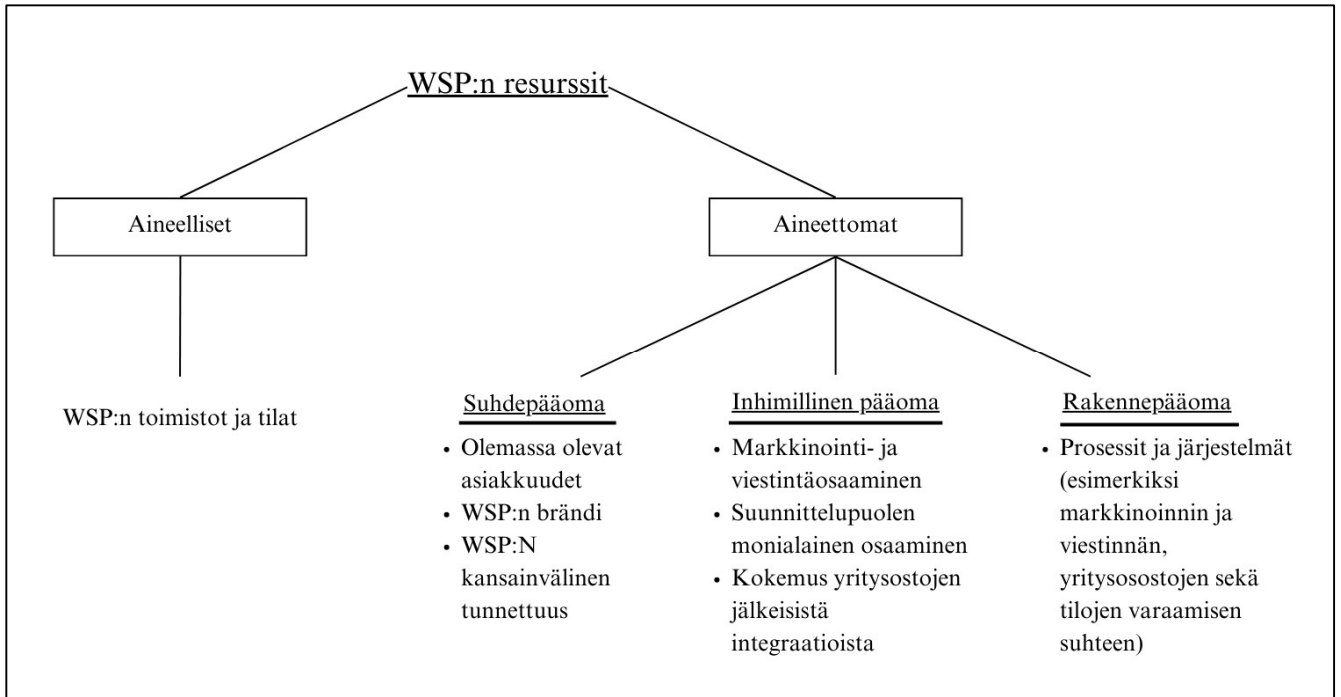 WSP:n resurssit
Aineelliset
Aineettomat
WSP:n toimistot ja tilat
Suhdepääoma
• Olemassa olevat
asiakkuudet
• WSP:n brändi
• WSP:N
kansainvälinen
tunnettuus
Inhimillinen pääoma
• Markkinointi- ja
viestintäosaaminen
• Suunnittelupuolen
monialainen osaaminen
• Kokemus yritysostojen
jälkeisistä
integraatioista
Rakennepääoma
• Prosessit ja järjestelmät
(esimerkiksi
markkinoinnin ja
viestinnän,
yritysosostojen sekä
tilojen varaamisen
suhteen)